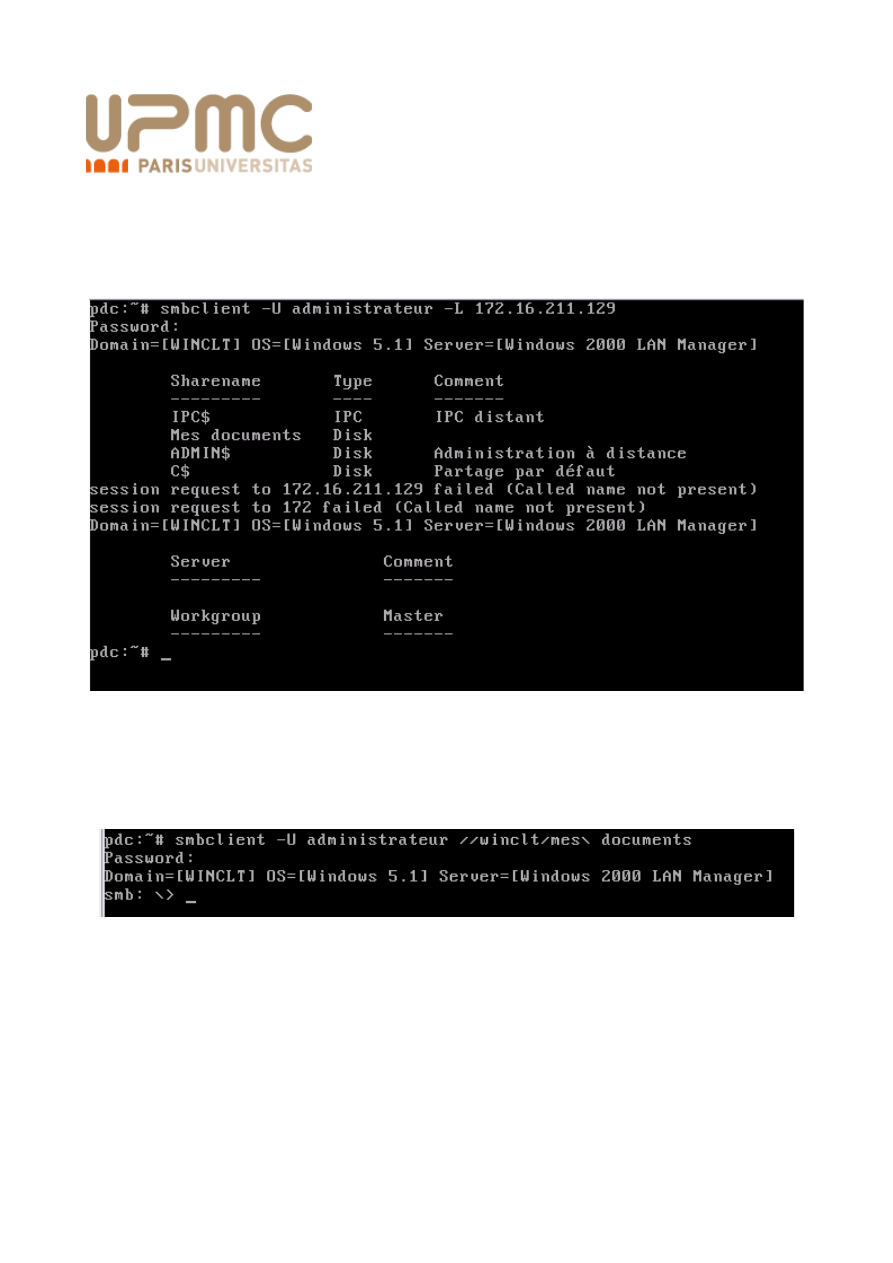 UPMC
PARISUNIVERSITAS
pdc:~# smbclient -U administrateur -L 172.16.211.129
Password:
Domain=[WINCLT] OS=[Windows 5.1] Server=[Windows 2000 LAN Manager]
Sharename Type Comment
--------- ---- -------
IPC$ IPC IPC distant
Mes documents Disk
ADMIN$ Disk Administration à distance
C$ Disk Partage par défaut
session request to 172.16.211.129 failed (Called name not present)
session request to 172 failed (Called name not present)
Domain=[WINCLT] OS=[Windows 5.1] Server=[Windows 2000 LAN Manager]
Server Comment
--------- -------
Workgroup Master
--------- -------
pdc:~# _
pdc:~# smbclient -U administrateur //winclt/mes\ documents
Password:
Domain=[WINCLT] OS=[Windows 5.1] Server=[Windows 2000 LAN Manager]
smb: \> _